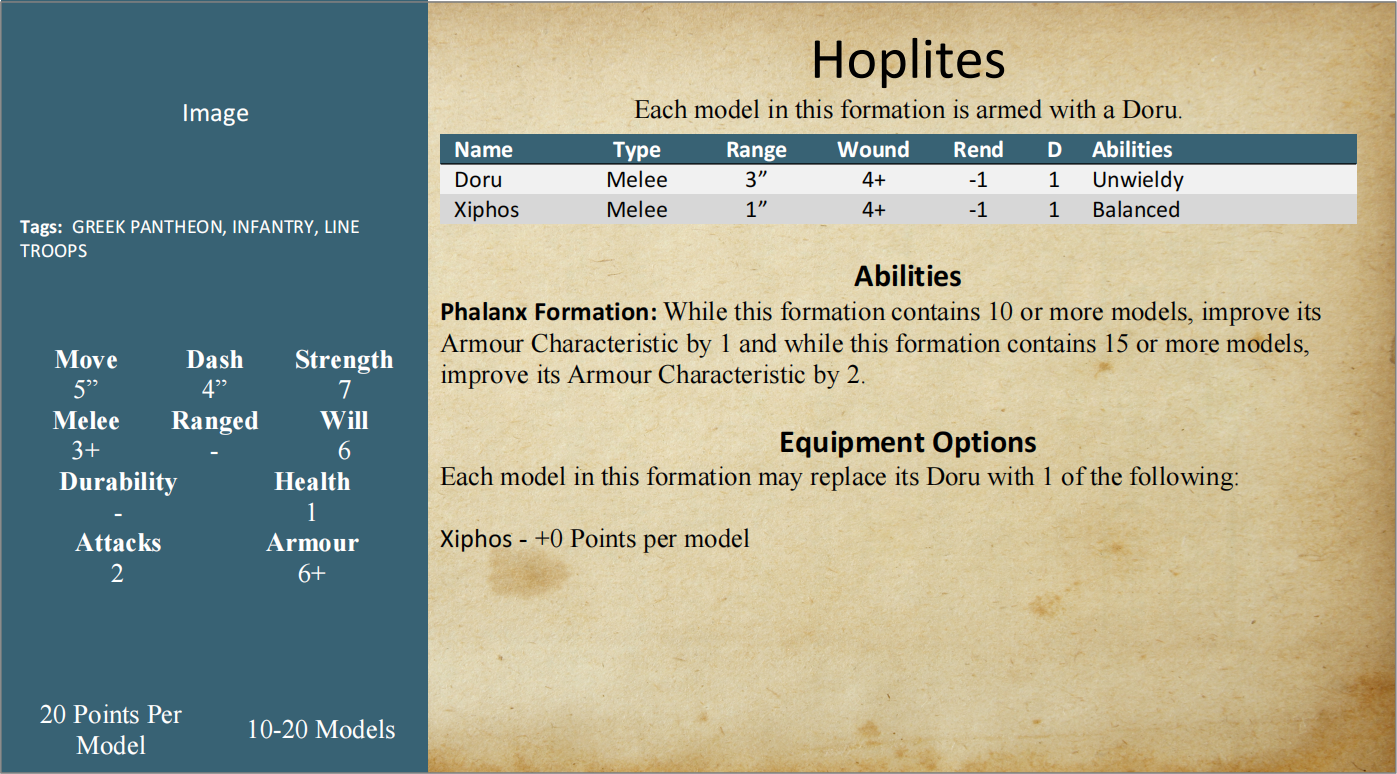 Image
Tags: GREEK PANTHEON, INFANTRY, LINE
TROOPS
Move Dash Strength
5” 4” 7
Melee Ranged Will
3+ - 6
Durability Health
- 1
Attacks Armour
2 6+
20 Points Per
Model
10-20 Models
Hoplites
Each model in this formation is armed with a Doru.
Name Type Range Wound Rend D Abilities
Doru Melee 3” 4+ -1 1 Unwieldy
Xiphos Melee 1” 4+ -1 1 Balanced
Abilities
Phalanx Formation: While this formation contains 10 or more models, improve its
Armour Characteristic by 1 and while this formation contains 15 or more models,
improve its Armour Characteristic by 2.
Equipment Options
Each model in this formation may replace its Doru with 1 of the following:
Xiphos - +0 Points per model